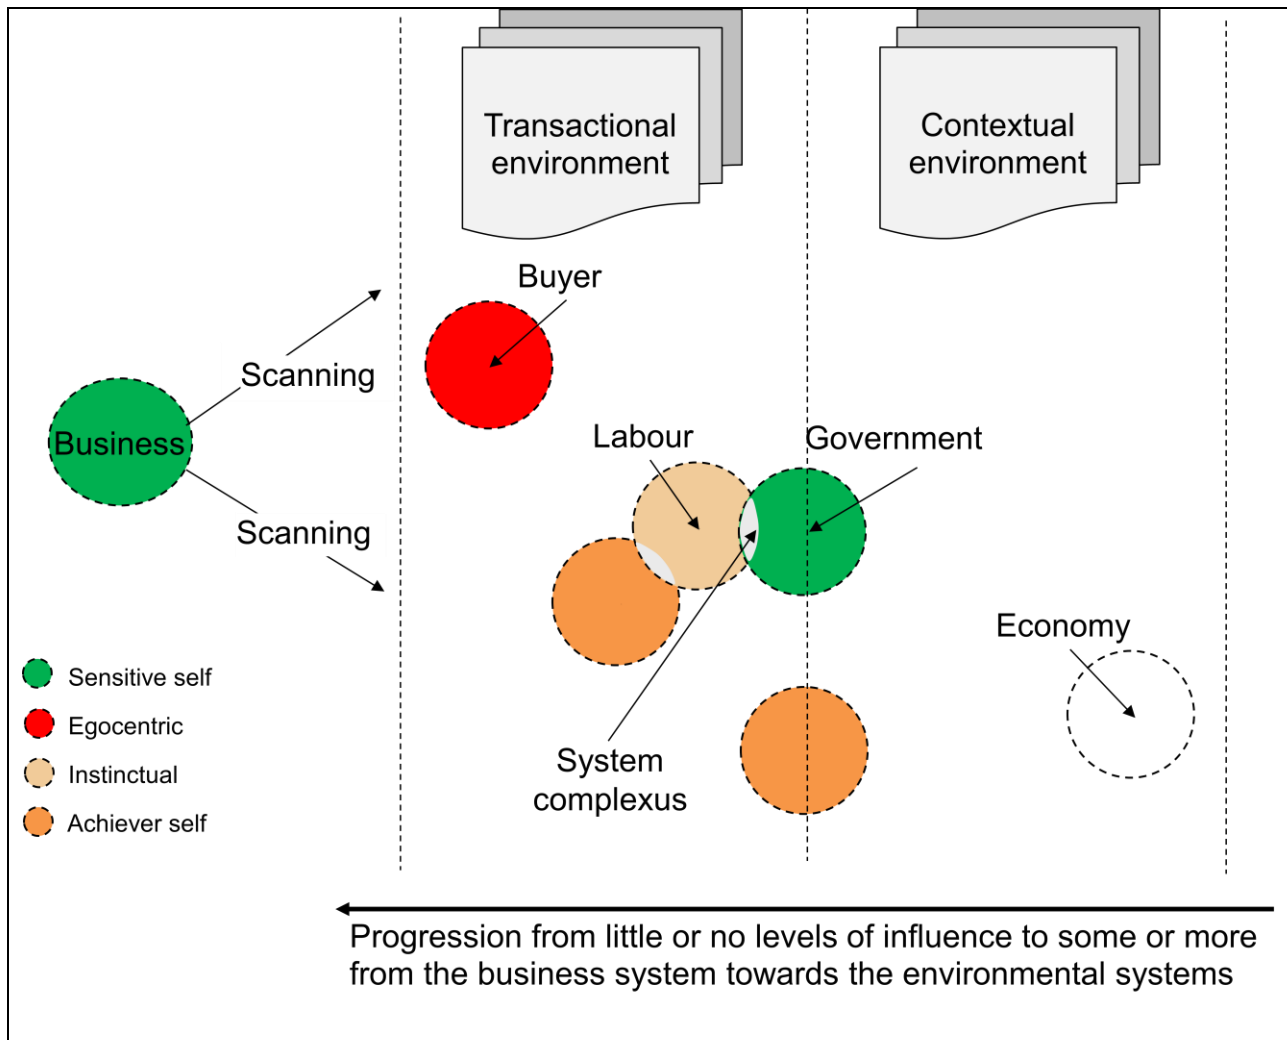 Transactional
environment
Contextual
environment
Buyer
Scanning
Business
Labour
Government
Scanning
Economy
Sensitive self
Egocentric
Instinctual
Achiever self
System
complexus
Progression from little or no levels of influence to some or more
from the business system towards the environmental systems